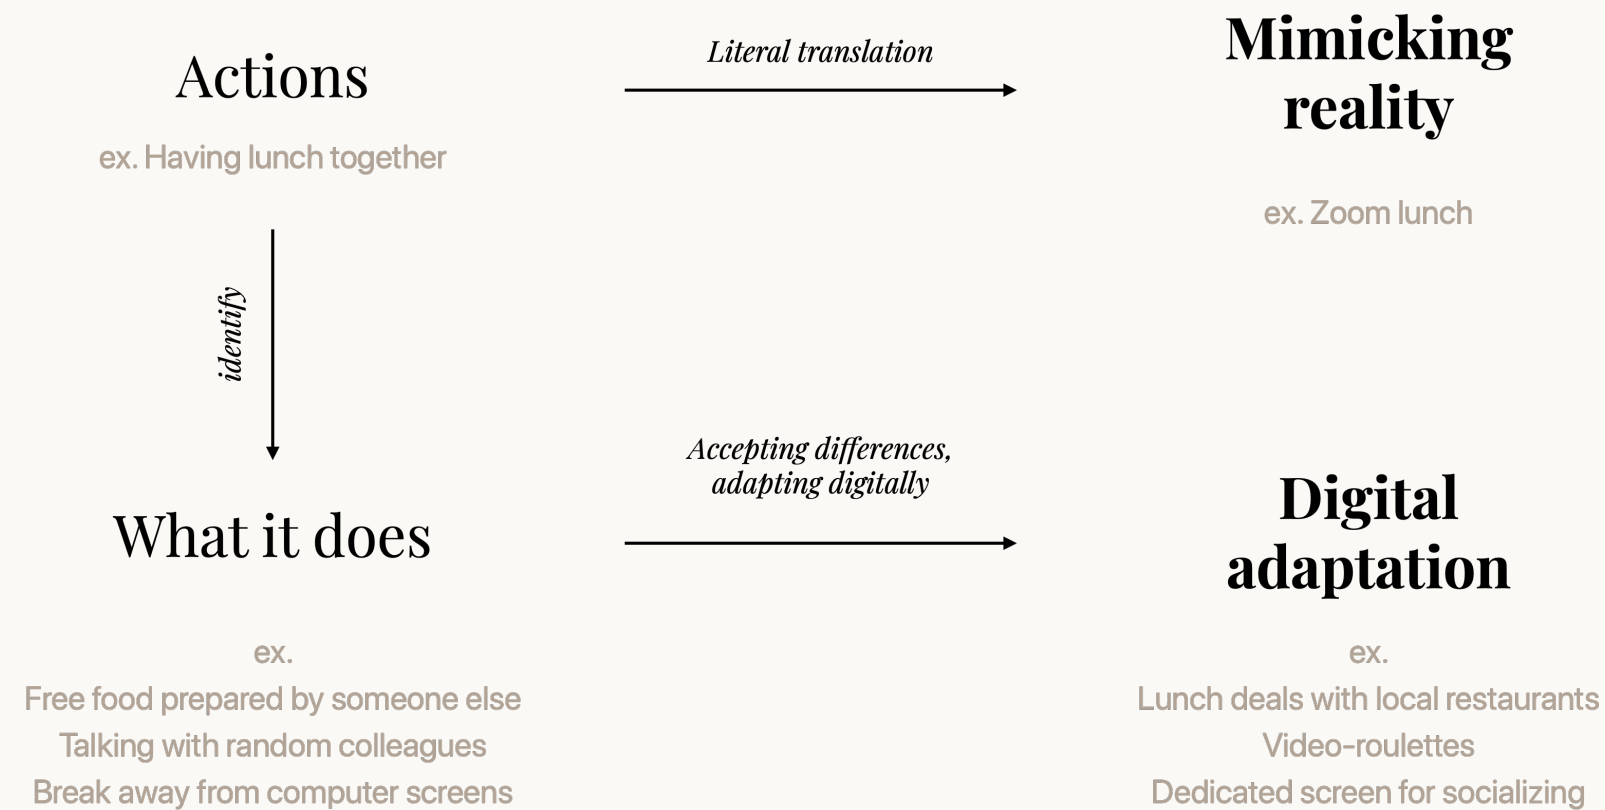 Actions
ex. Having lunch together
Literal translation
Mimicking
reality
ex. Zoom lunch
identify
What it does
ex.
Free food prepared by someone else
Talking with random colleagues
Break away from computer screens
Accepting differences,
adapting digitally
Digital
adaptation
ex.
Lunch deals with local restaurants
Video-roulettes
Dedicated screen for socializing